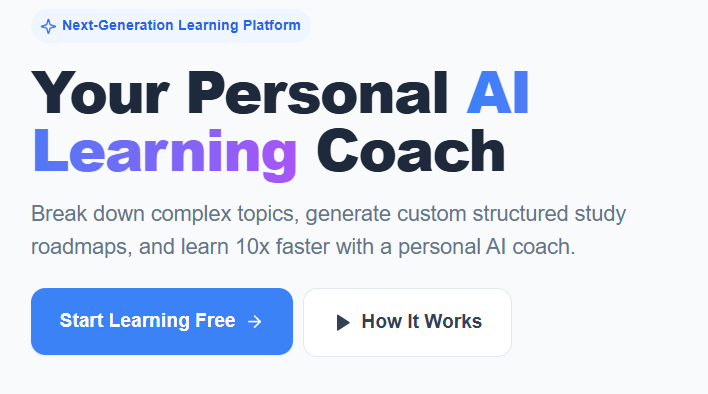 Next-Generation Learning Platform
Your Personal AI
Learning Coach
Break down complex topics, generate custom structured study
roadmaps, and learn 10x faster with a personal AI coach.
Start Learning Free →
How It Works